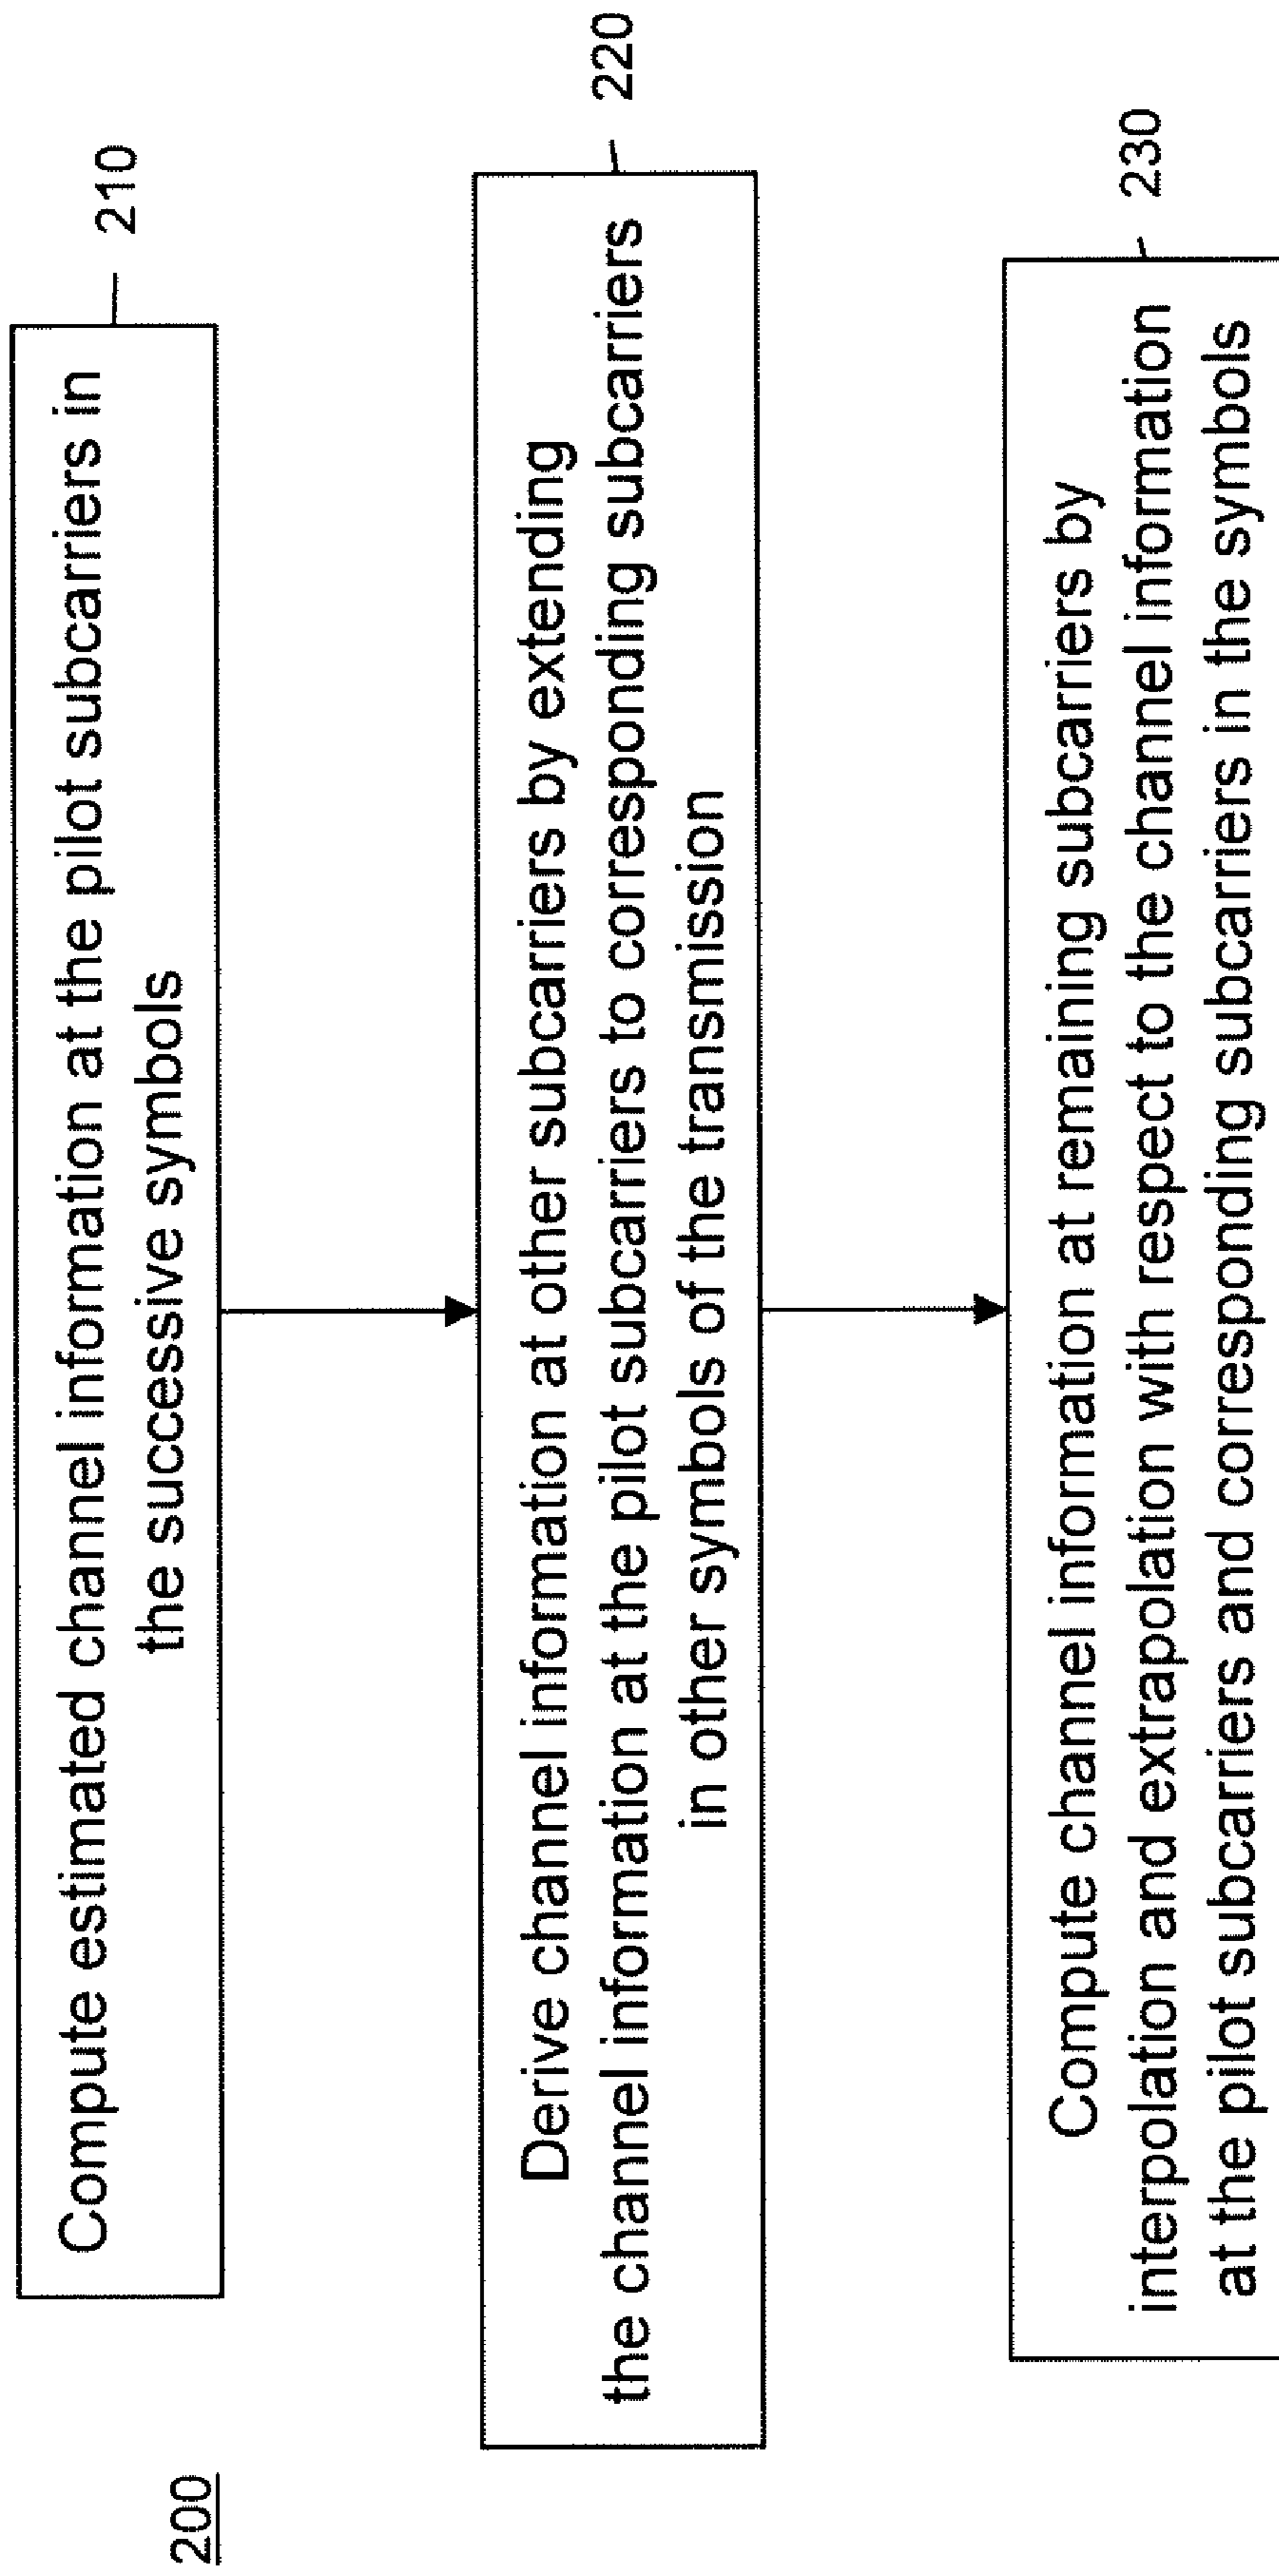 200
Compute estimated channel information at the pilot subcarriers in
the successive symbols
210
Derive channel information at other subcarriers by extending
the channel information at the pilot subcarriers to corresponding subcarriers
in other symbols of the transmission
220
Compute channel information at remaining subcarriers by
interpolation and extrapolation with respect to the channel information
at the pilot subcarriers and corresponding subcarriers in the symbols
230